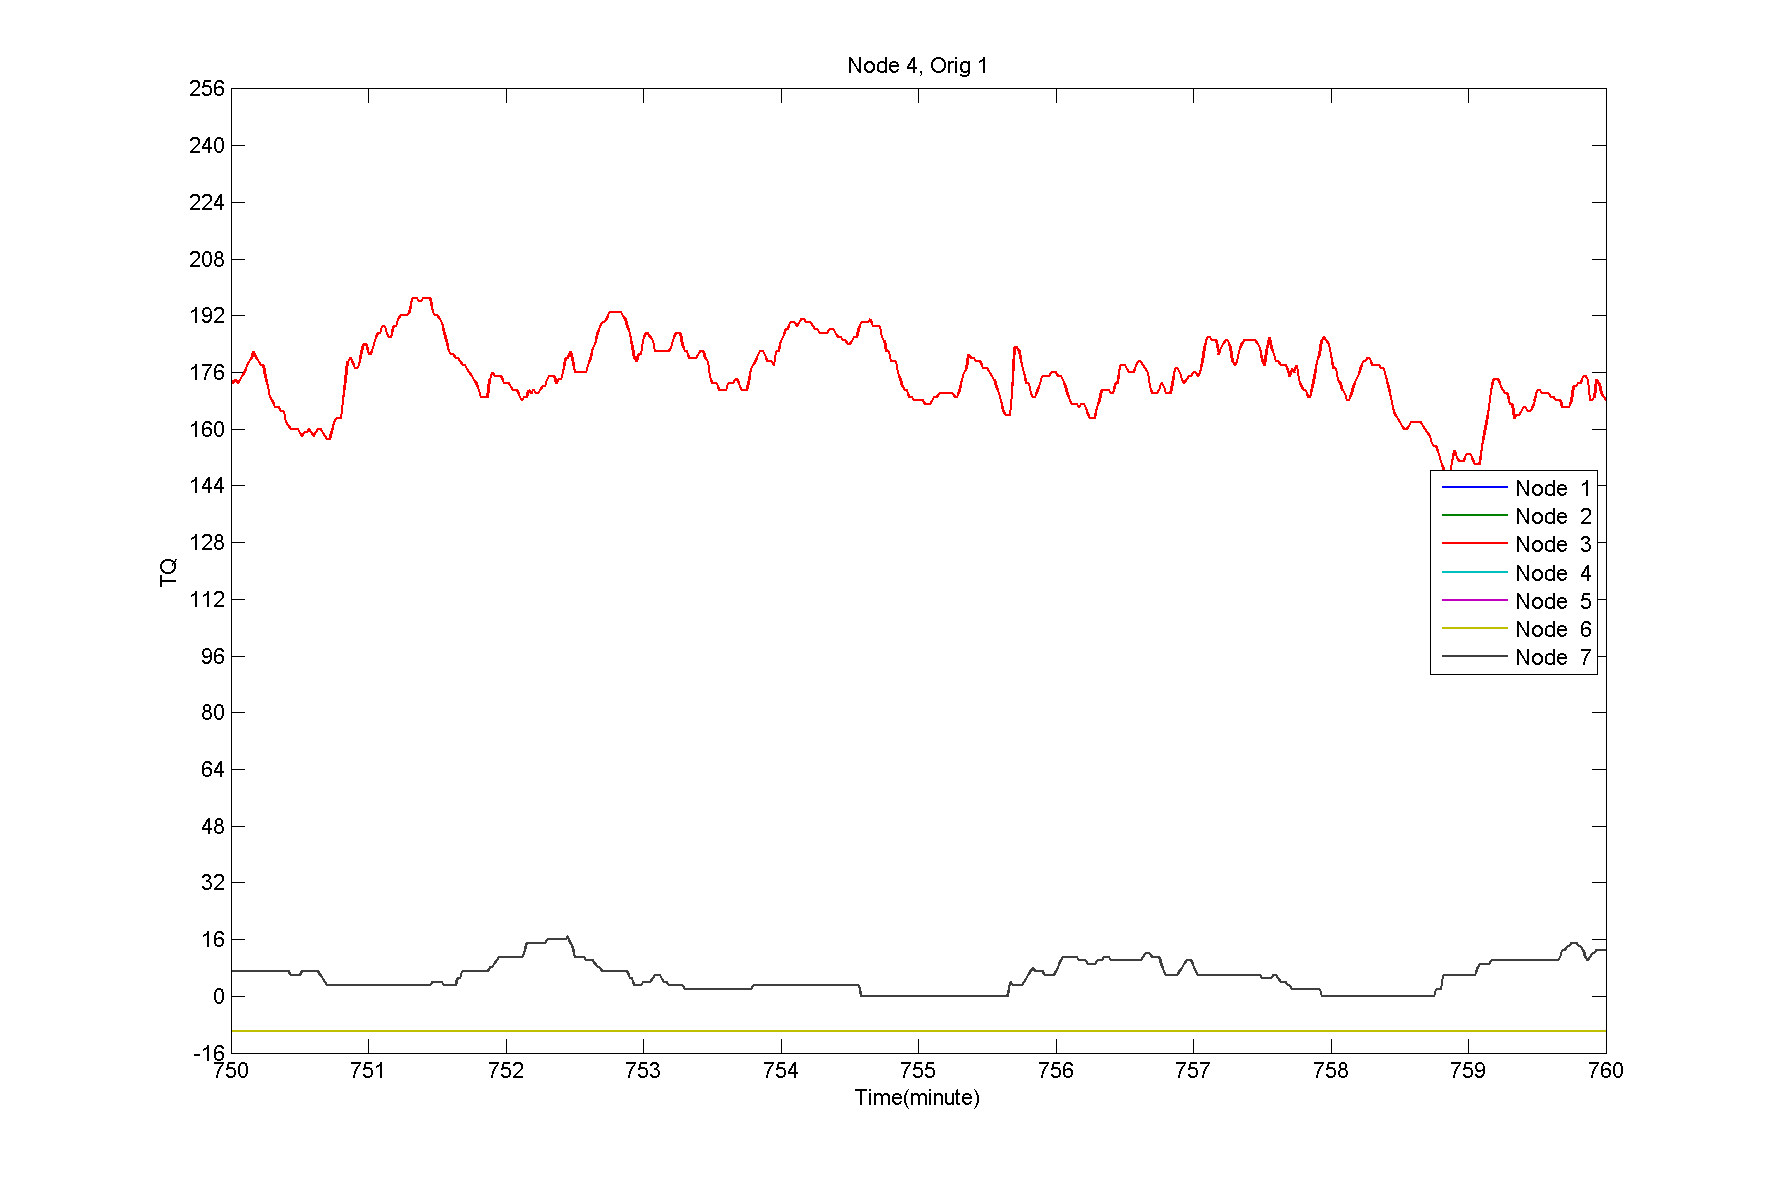 Node 4, Orig 1
256
240
224
208
192
176
160
144
128
112
96
80
64
48
32
16
0
-16
TQ
Node 1
Node 2
Node 3
Node 4
Node 5
Node 6
Node 7
750 751 752 753 754 755 756 757 758 759 760
Time(minute)